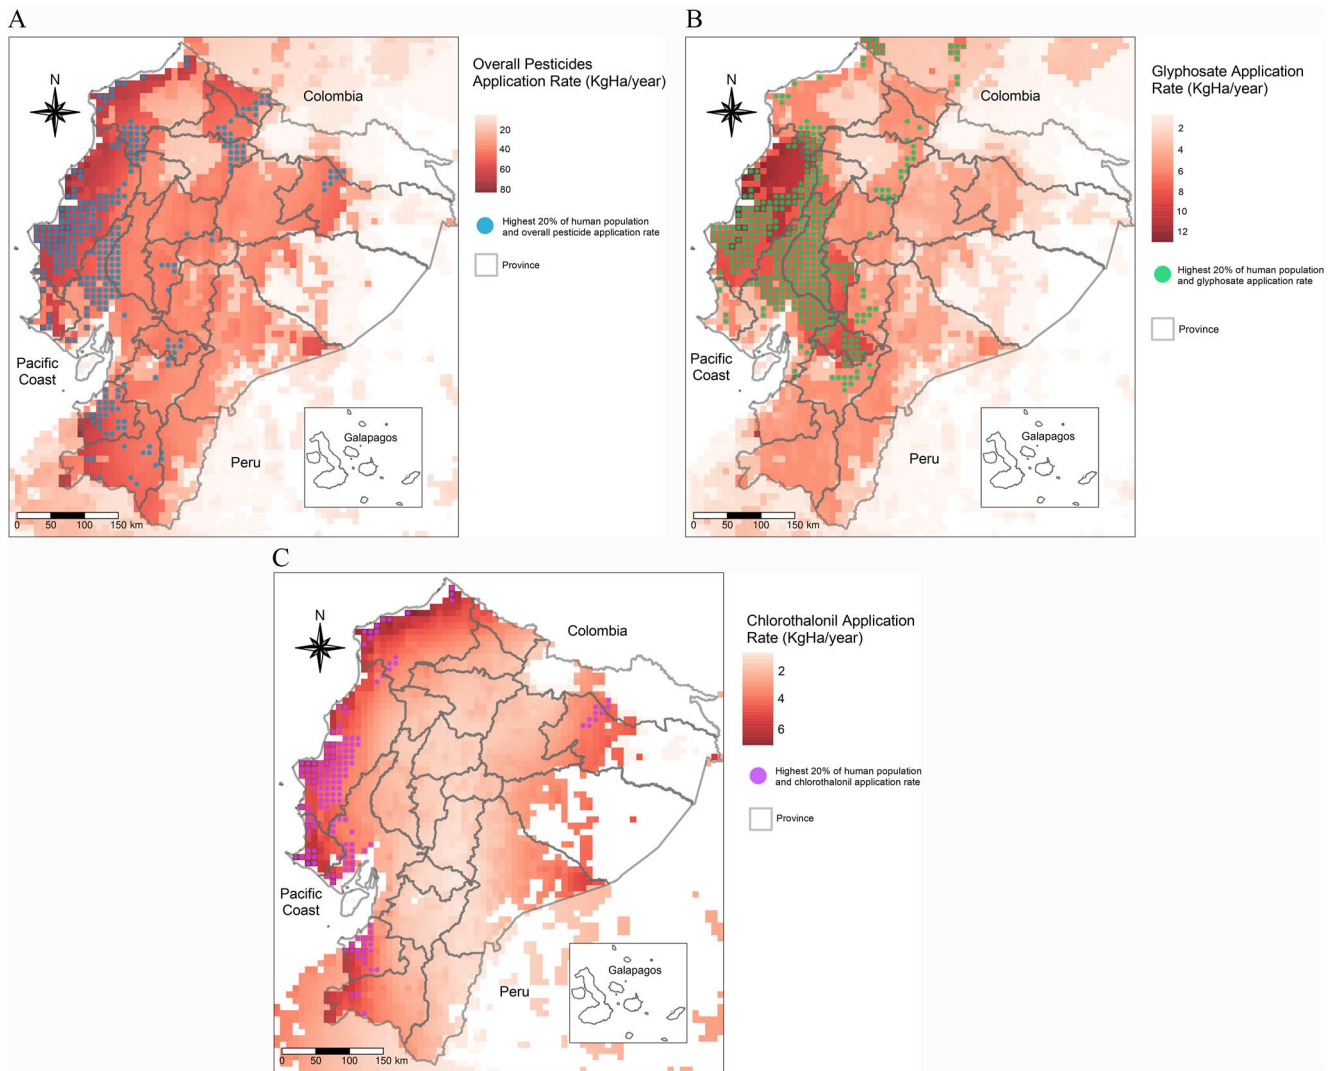 A
N
Colombia
Pacific
Coast
Peru
Galapagos
0 50 100 150 km
Overall Pesticides
Application Rate (KgHa/year)
20
40
60
80
Highest 20% of human population
and overall pesticide application rate
Province
B
N
Colombia
Pacific
Coast
Peru
Galapagos
0 50 100 150 km
Glyphosate Application
Rate (KgHa/year)
2
4
6
8
10
12
Highest 20% of human population
and glyphosate application rate
Province
C
N
Colombia
Pacific
Coast
Peru
Galapagos
0 50 100 150 km
Chlorothalonil Application
Rate (KgHa/year)
2
4
6
Highest 20% of human population
and chlorothalonil application rate
Province